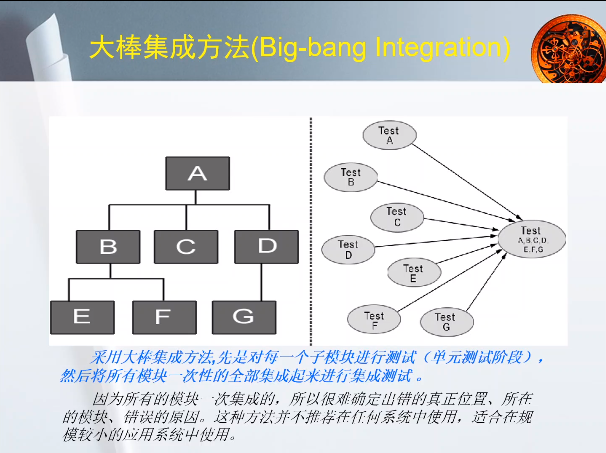 大棒集成方法(Big-bang Integration)
A
B C D
E F G
Test
A
Test
B
Test
C
Test
D
Test
E
Test
F
Test
G
Test
A,B,C,D
E,F,G
采用大棒集成方法,先是对每一个子模块进行测试（单元测试阶段），
然后将所有模块一次性的全部集成起来进行集成测试。
因为所有的模块一次集成的，所以很难确定出错的真正位置、所在
的模块、错误的原因。这种方法并不推荐在任何系统中使用，适合在规
模较小的应用系统中使用。